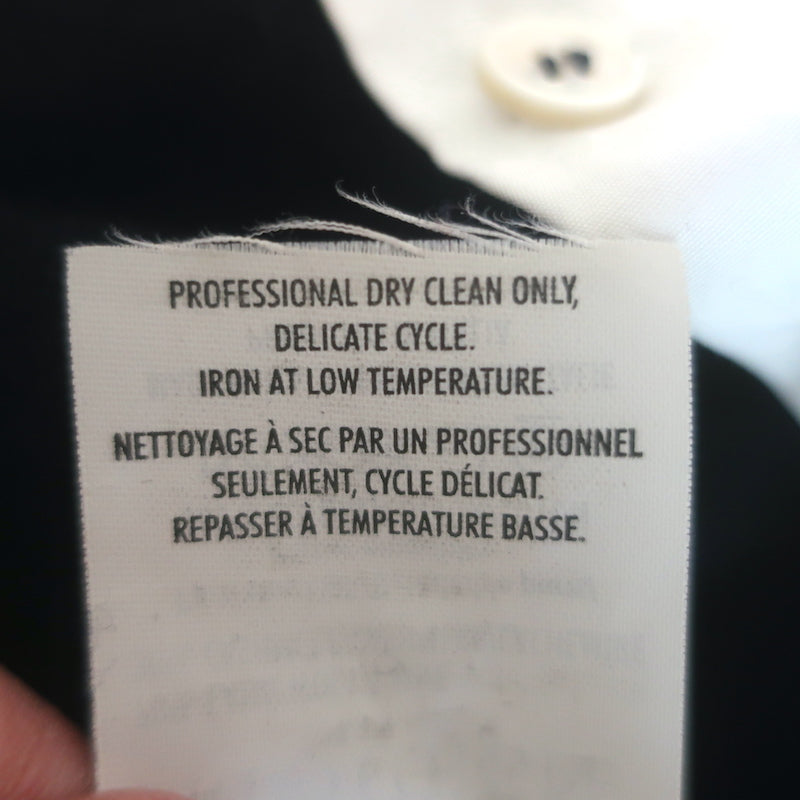 PROFESSIONAL DRY CLEAN ONLY,
DELICATE CYCLE.
IRON AT LOW TEMPERATURE.
NETTOYAGE À SEC PAR UN PROFESSIONNEL
SEULEMENT, CYCLE DÉLICAT.
REPASSER À TEMPERATURE BASSE.